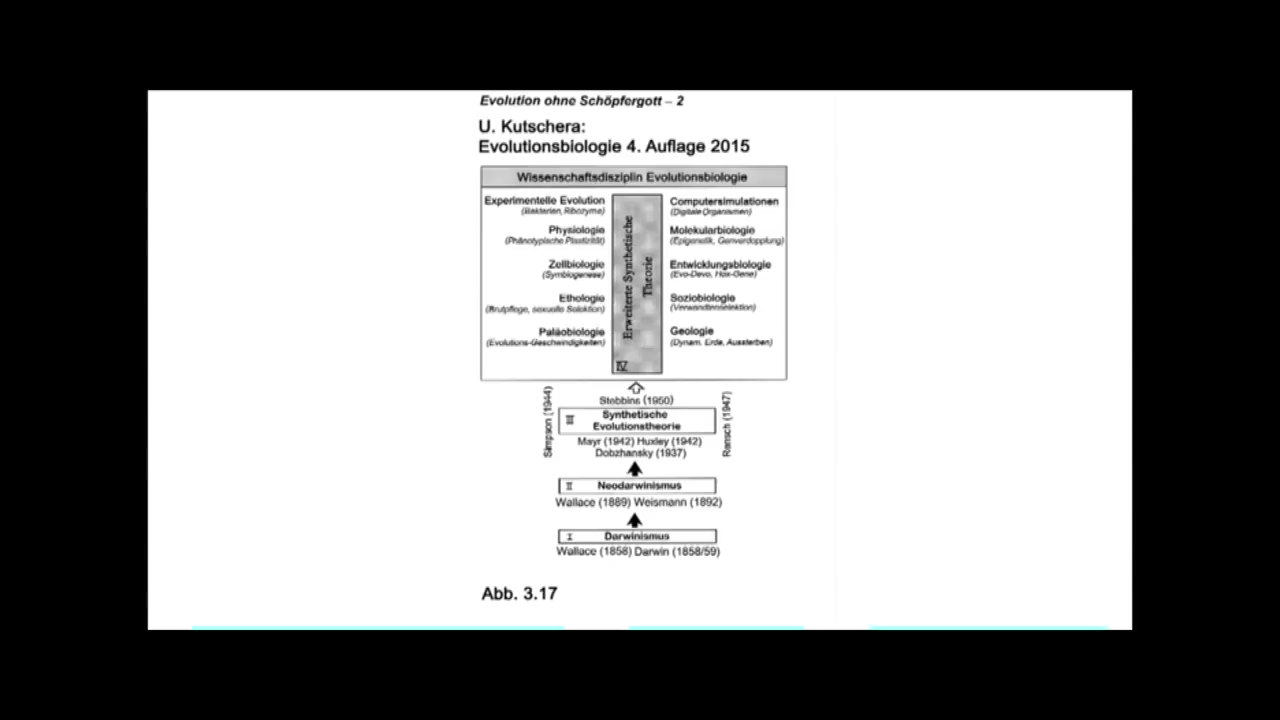 Evolution ohne Schöpfergott – 2
U. Kutschera:
Evolutionsbiologie 4. Auflage 2015
Wissenschaftsdisziplin Evolutionsbiologie
Experimentelle Evolution
(Bakterien, Ribozyme)
Physiologie
(Phänotypische Plastizität)
Zellbiologie
(Symbiogenese)
Ethologie
(Brutpflege, sexuelle Selektion)
Paläobiologie
(Evolutions-Geschwindigkeiten)
Erweiterte Synthetische
Theorie
IV
Computersimulationen
(Digitale Organismen)
Molekularbiologie
(Epigenetik, Genverdopplung)
Entwicklungsbiologie
(Evo-Devo, Hox-Gene)
Soziobiologie
(Verwandtenselektion)
Geologie
(Dynam. Erde, Aussterben)
Simpson (1944)
Stebbins (1950)
III
Synthetische
Evolutionstheorie
Rensch (1947)
Mayr (1942) Huxley (1942)
Dobzhansky (1937)
II Neodarwinismus
Wallace (1889) Weismann (1892)
I Darwinismus
Wallace (1858) Darwin (1858/59)
Abb. 3.17